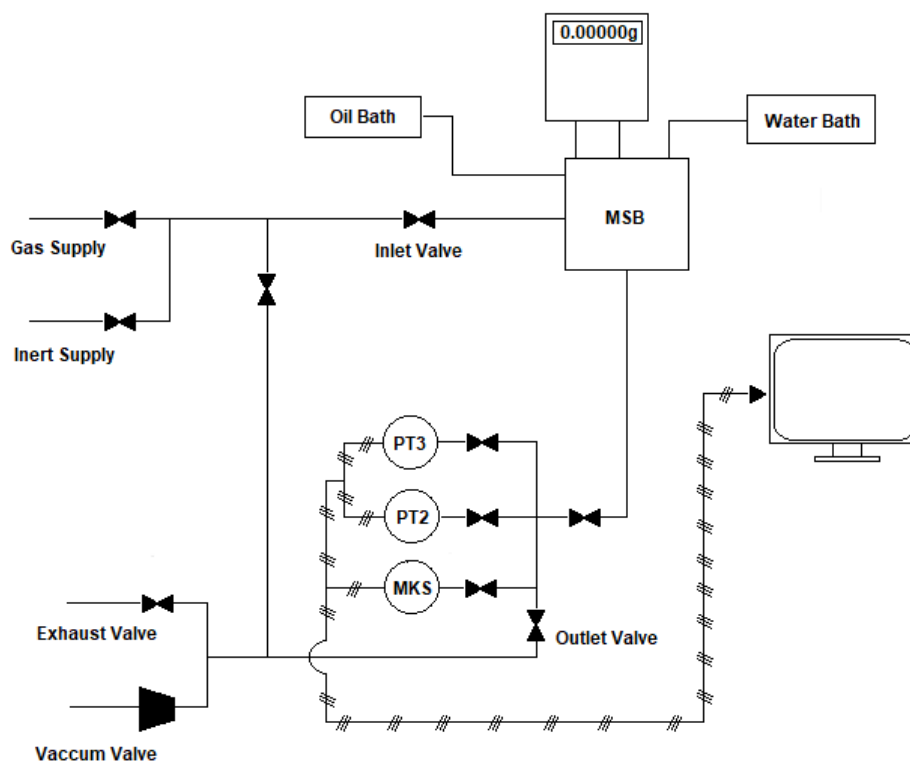 0.00000g
Oil Bath
Water Bath
MSB
Gas Supply
Inlet Valve
Inert Supply
PT3
PT2
MKS
Exhaust Valve
Outlet Valve
Vaccum Valve